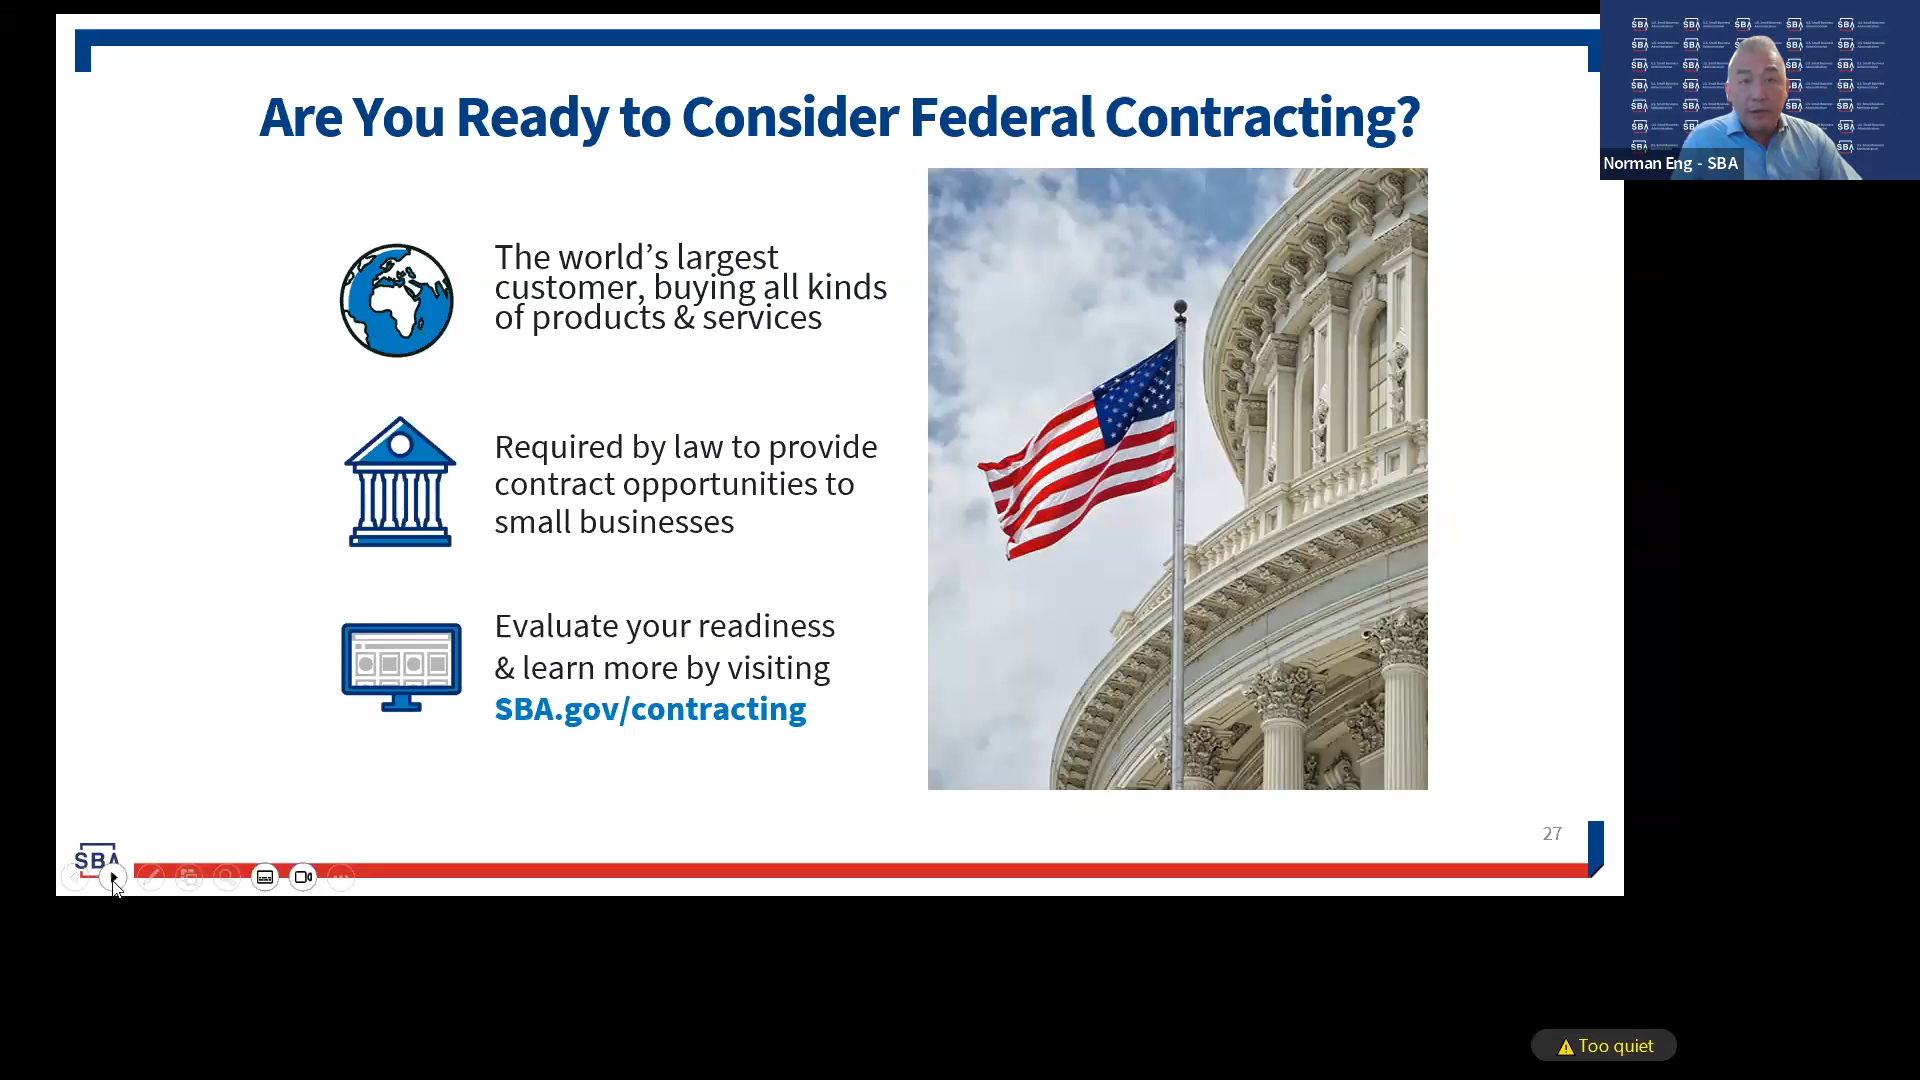 Are You Ready to Consider Federal Contracting?
The world’s largest
customer, buying all kinds
of products & services
Required by law to provide
contract opportunities to
small businesses
Evaluate your readiness
& learn more by visiting
SBA.gov/contracting
27
SBA
Norman Eng - SBA
Too quiet